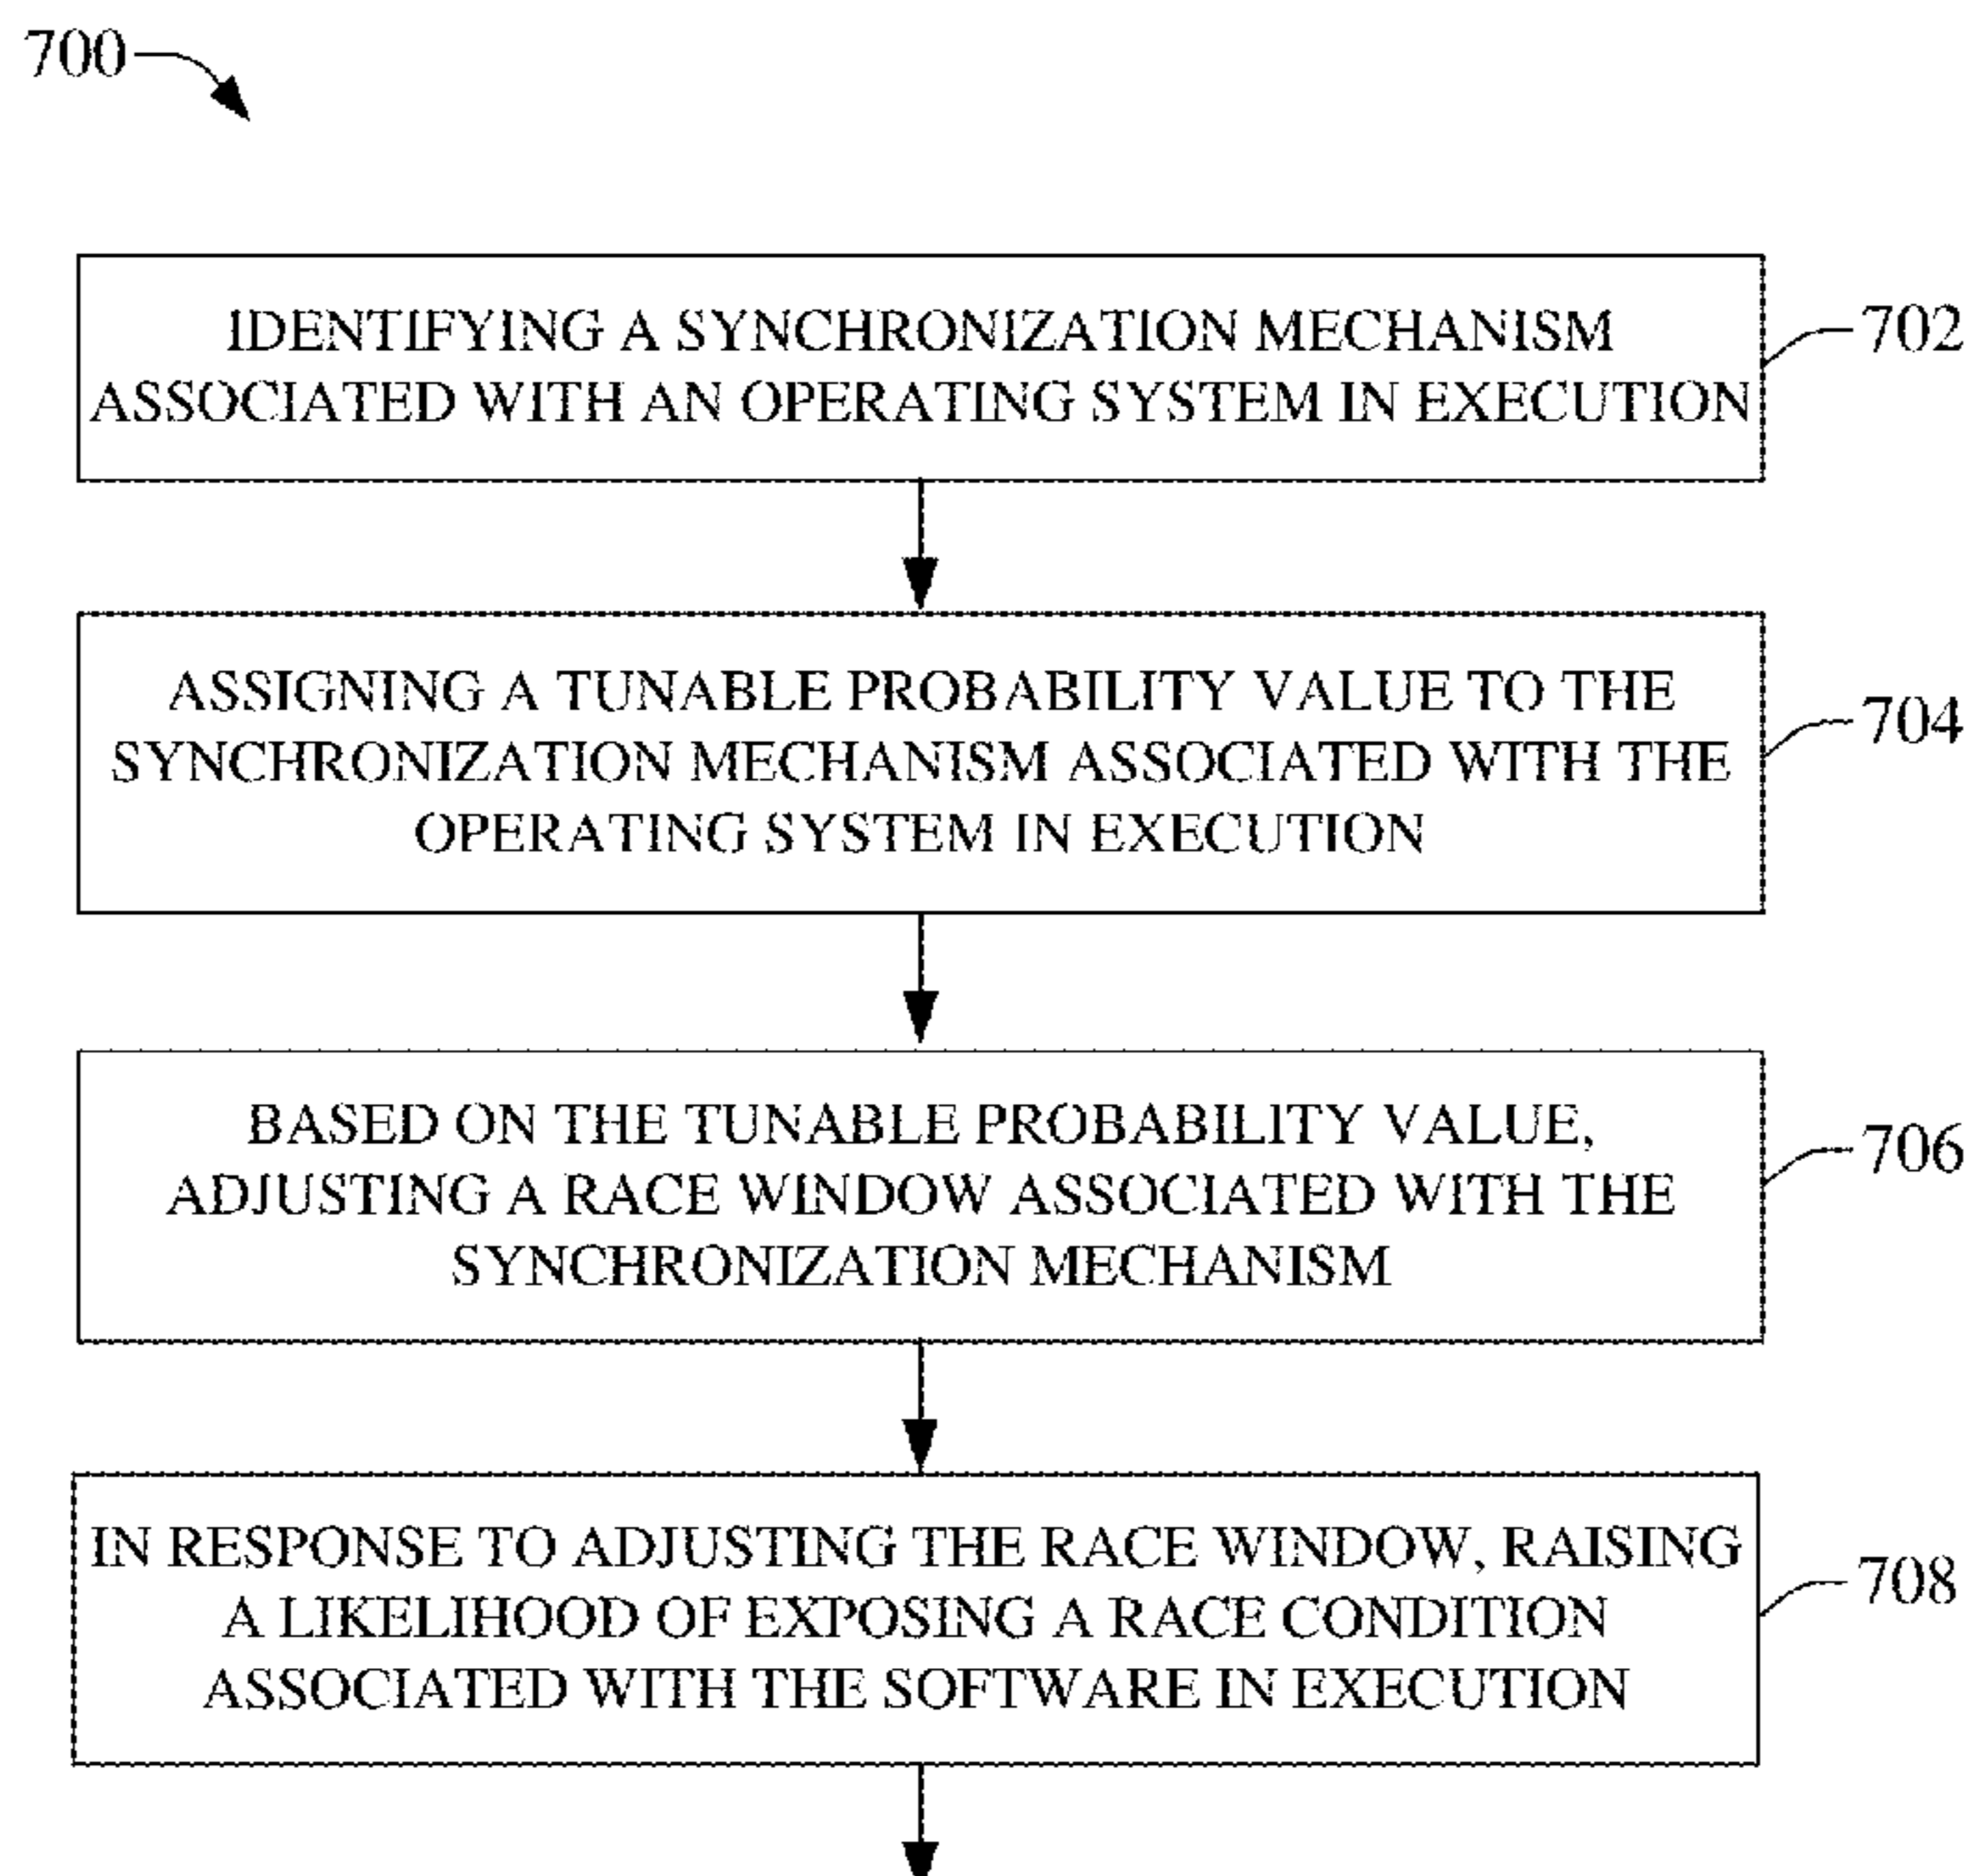 700
IDENTIFYING A SYNCHRONIZATION MECHANISM
ASSOCIATED WITH AN OPERATING SYSTEM IN EXECUTION
702
ASSIGNING A TUNABLE PROBABILITY VALUE TO THE
SYNCHRONIZATION MECHANISM ASSOCIATED WITH THE
OPERATING SYSTEM IN EXECUTION
704
BASED ON THE TUNABLE PROBABILITY VALUE,
ADJUSTING A RACE WINDOW ASSOCIATED WITH THE
SYNCHRONIZATION MECHANISM
706
IN RESPONSE TO ADJUSTING THE RACE WINDOW, RAISING
A LIKELIHOOD OF EXPOSING A RACE CONDITION
ASSOCIATED WITH THE SOFTWARE IN EXECUTION
708